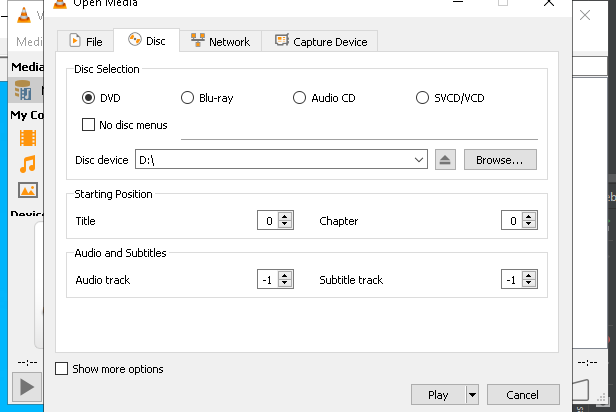 V
Open Media
Medi
File
Disc
Network
Capture Device
Media
My Co
Device
Disc Selection
DVD
Blu-ray
Audio CD
SVCD/VCD
No disc menus
Disc device
D:\
Browse...
Starting Position
Title
0
Chapter
0
Audio and Subtitles
Audio track
-1
Subtitle track
-1
--:--
--:--
Show more options
Play
Cancel